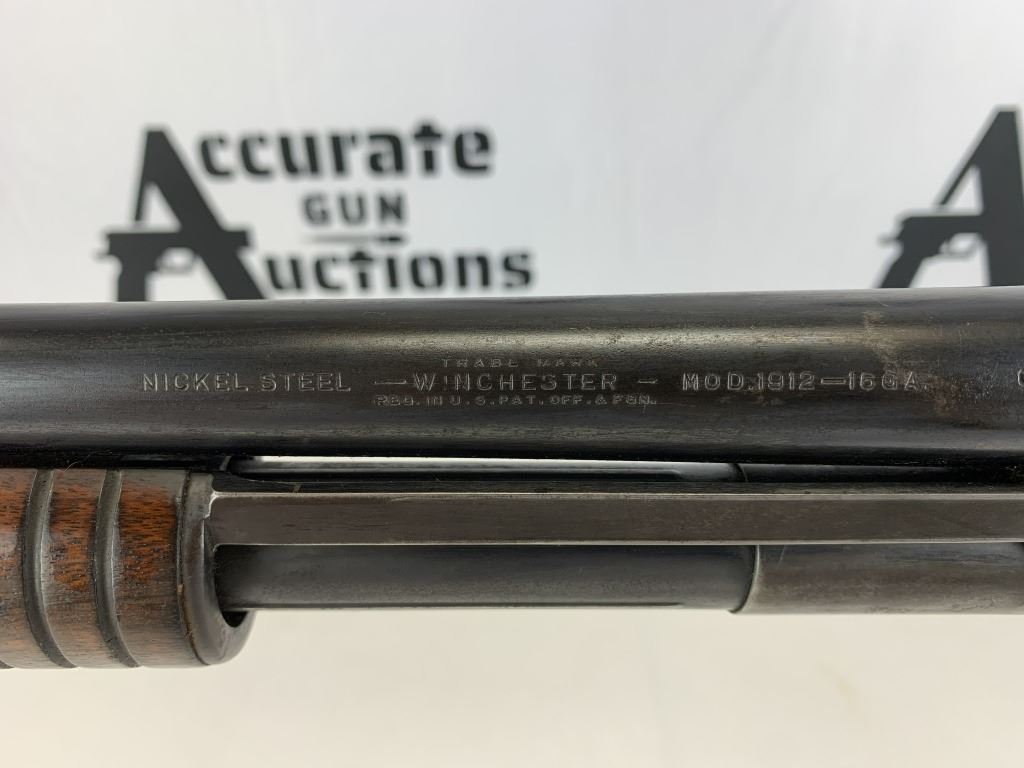 Accurate
GUN
Auctions
TRADE MARK
NICKEL STEEL —WINCHESTER — MOD.1912—16GA.
REG. IN U.S. PAT. OFF. & FGN.